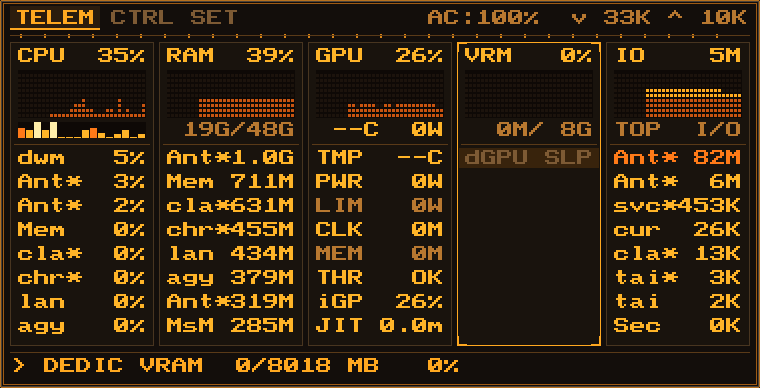 TELEM CTRL SET AC:100% v 33K ^ 10K
CPU 35% RAM 39% GPU 26% VRM 0% IO 5M
19G/48G --C 0W 0M/ 8G TOP I/O
dwm 5% Ant*1.0G TMP --C dGPU SLP Ant* 82M
Ant* 3% Mem 711M PWR 0W Ant* 6M
Ant* 2% cla*631M LIM 0W svc*453K
Mem 0% chr*455M CLK 0M cur 26K
cla* 0% lan 434M MEM 0M cla* 13K
chr* 0% agy 379M THR OK tai* 3K
lan 0% Ant*319M iGP 26% tai 2K
agy 0% MsM 285M JIT 0.0m Sec 0K
> DEDIC VRAM 0/8018 MB 0%